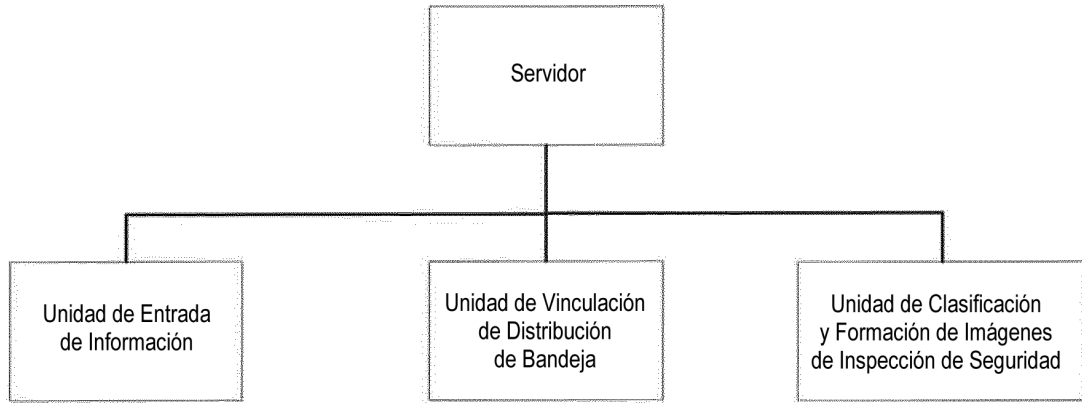 Servidor
Unidad de Entrada
de Información
Unidad de Vinculación
de Distribución
de Bandeja
Unidad de Clasificación
y Formación de Imágenes
de Inspección de Seguridad